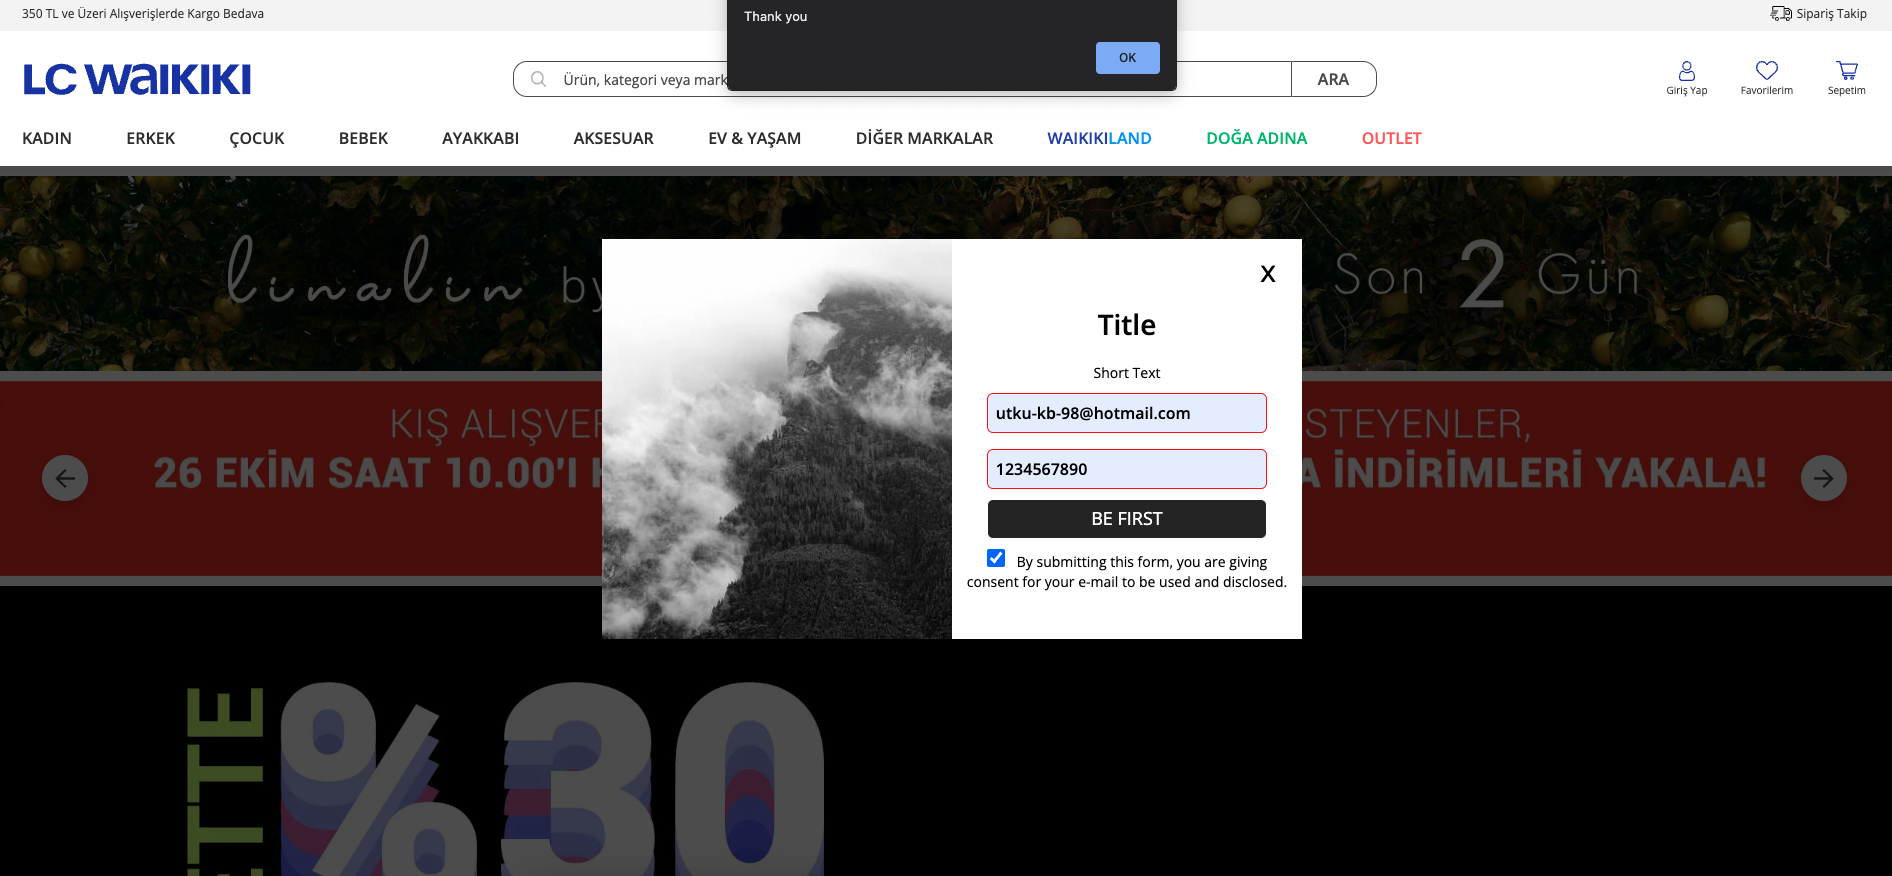 350 TL ve Üzeri Alışverişlerde Kargo Bedava
Thank you
OK
Sipariş Takip
LC WAIKIKI
Ürün, kategori veya mark
ARA
Giriş Yap
Favorilerim
Sepetim
KADIN ERKEK ÇOCUK BEBEK AYAKKABI AKSESUAR EV & YAŞAM DİĞER MARKALAR WAIKIKILAND DOĞA ADINA OUTLET
linalin by
Son 2 Gün
X
Title
Short Text
utku-kb-98@hotmail.com
1234567890
BE FIRST
By submitting this form, you are giving
consent for your e-mail to be used and disclosed.
KIŞ ALIŞVER
STEYENLER,
26 EKİM SAAT 10.00'I
A İNDİRİMLERİ YAKALA!
ETTE
%30